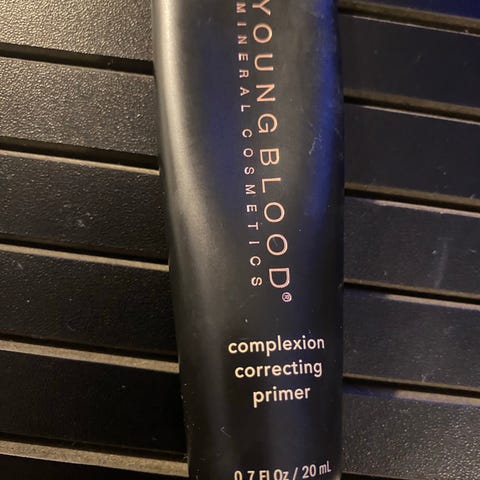 YOUNGBLOOD®
MINERAL COSMETICS
complexion
correcting
primer
0.7 Fl Oz / 20 mL